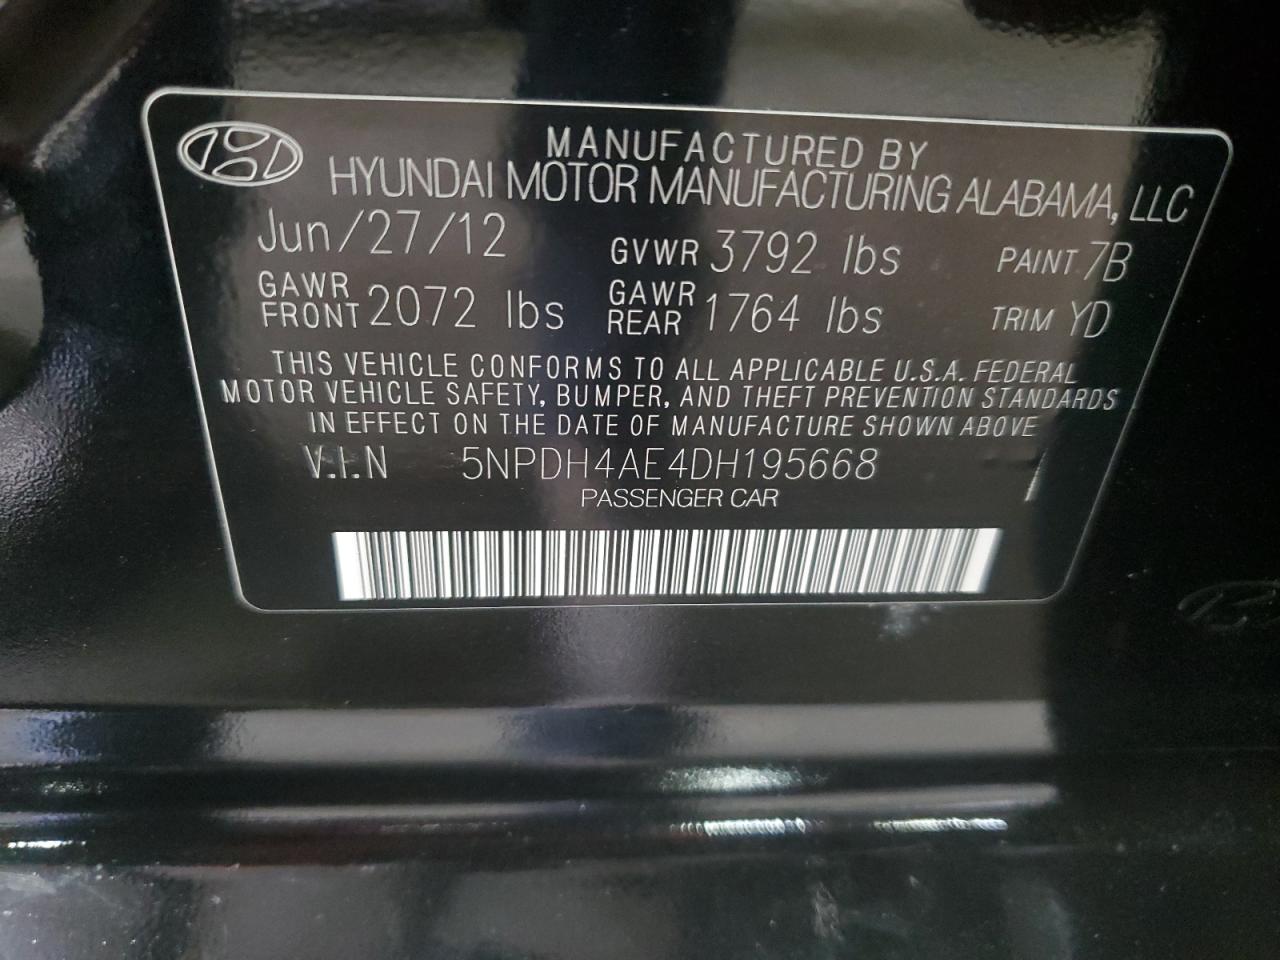 MANUFACTURED BY
HYUNDAI MOTOR MANUFACTURING ALABAMA, LLC
Jun/27/12 GVWR 3792 lbs PAINT 7B
GAWR FRONT 2072 lbs GAWR REAR 1764 lbs TRIM YD
THIS VEHICLE CONFORMS TO ALL APPLICABLE U.S.A. FEDERAL
MOTOR VEHICLE SAFETY, BUMPER, AND THEFT PREVENTION STANDARDS
IN EFFECT ON THE DATE OF MANUFACTURE SHOWN ABOVE
V.I.N 5NPDH4AE4DH195668
PASSENGER CAR